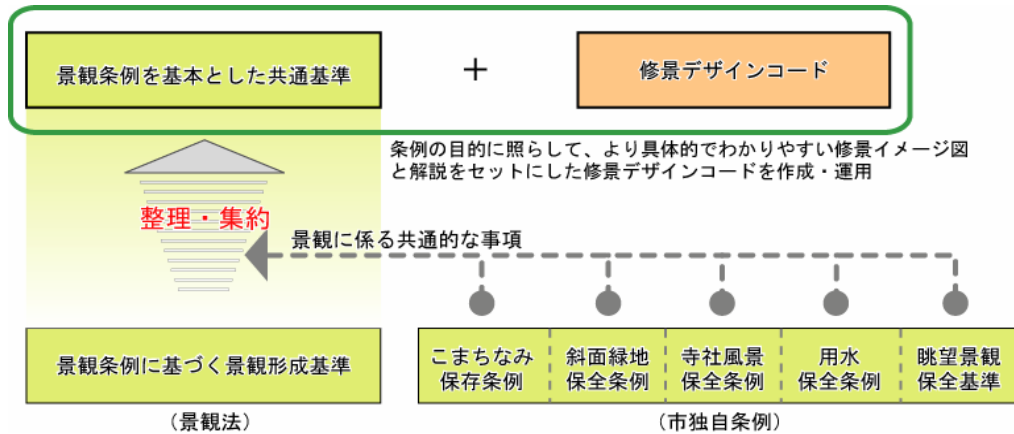 景観条例を基本とした共通基準
+
修景デザインコード
条例の目的に照らして、より具体的でわかりやすい修景イメージ図
と解説をセットにした修景デザインコードを作成・運用
整理・集約
景観に係る共通的な事項
景観条例に基づく景観形成基準
こまちなみ
保存条例
斜面緑地
保全条例
寺社風景
保全条例
用水
保全条例
眺望景観
保全基準
（景観法）
（市独自条例）